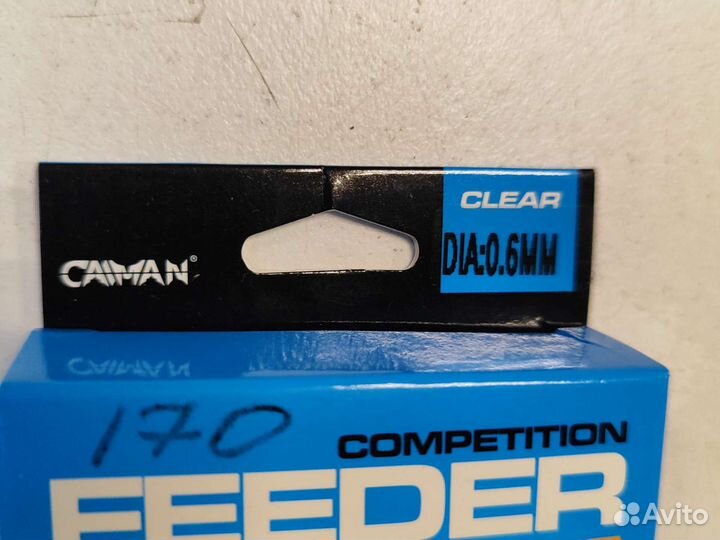 CLEAR
DIA:0.6MM
CAIMAN®
CAIMAN
170
COMPETITION
FEEDER
Avito